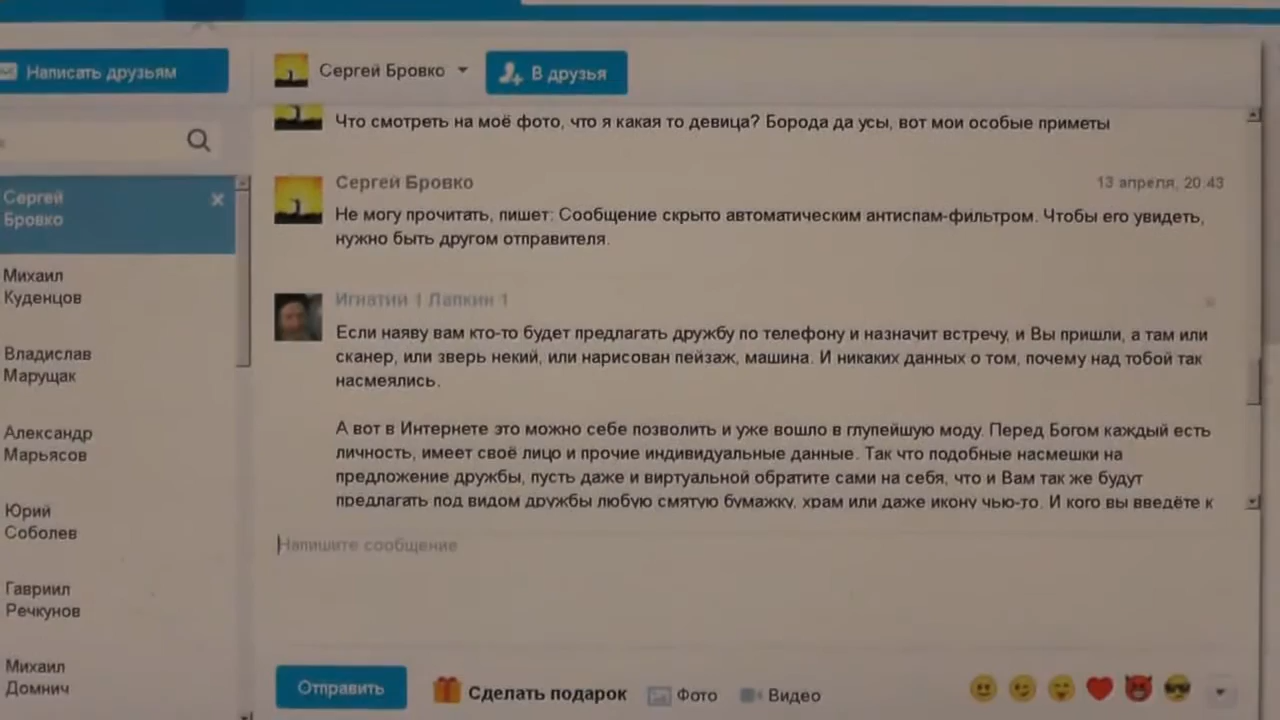 Написать друзьям
Сергей Бровко
В друзья
Что смотреть на моё фото, что я какая то девица? Борода да усы, вот мои особые приметы
Сергей Бровко
13 апреля, 20:43
Не могу прочитать, пишет: Сообщение скрыто автоматическим антиспам-фильтром. Чтобы его увидеть,
нужно быть другом отправителя.
Игнатий 1 Лапкин 1
Если наяву вам кто-то будет предлагать дружбу по телефону и назначит встречу, и Вы пришли, а там или
сканер, или зверь некий, или нарисован пейзаж, машина. И никаких данных о том, почему над тобой так
насмеялись.
А вот в Интернете это можно себе позволить и уже вошло в глупейшую моду. Перед Богом каждый есть
личность, имеет своё лицо и прочие индивидуальные данные. Так что подобные насмешки на
предложение дружбы, пусть даже и виртуальной обратите сами на себя, что и Вам так же будут
предлагать под видом дружбы любую смятую бумажку, храм или даже икону чью-то. И кого вы введёте к
Напишите сообщение
Отправить
Сделать подарок
Фото
Видео
Сергей
Бровко
Михаил
Куденцов
Владислав
Марущак
Александр
Марьясов
Юрий
Соболев
Гавриил
Речкунов
Михаил
Домнич